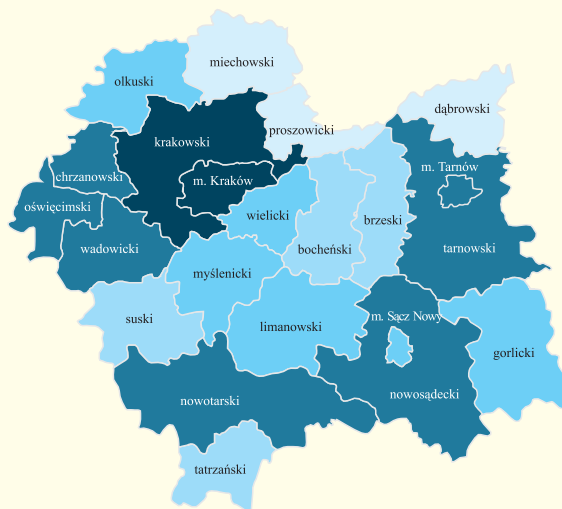 miechowski
olkuski
dąbrowski
proszowicki
krakowski
m. Tarnów
chrzanowski
m. Kraków
oświęcimski
wielicki
brzeski
wadowicki
bocheński
tarnowski
myślenicki
suski
m. Sącz Nowy
limanowski
gorlicki
nowosądecki
nowotarski
tatrzański